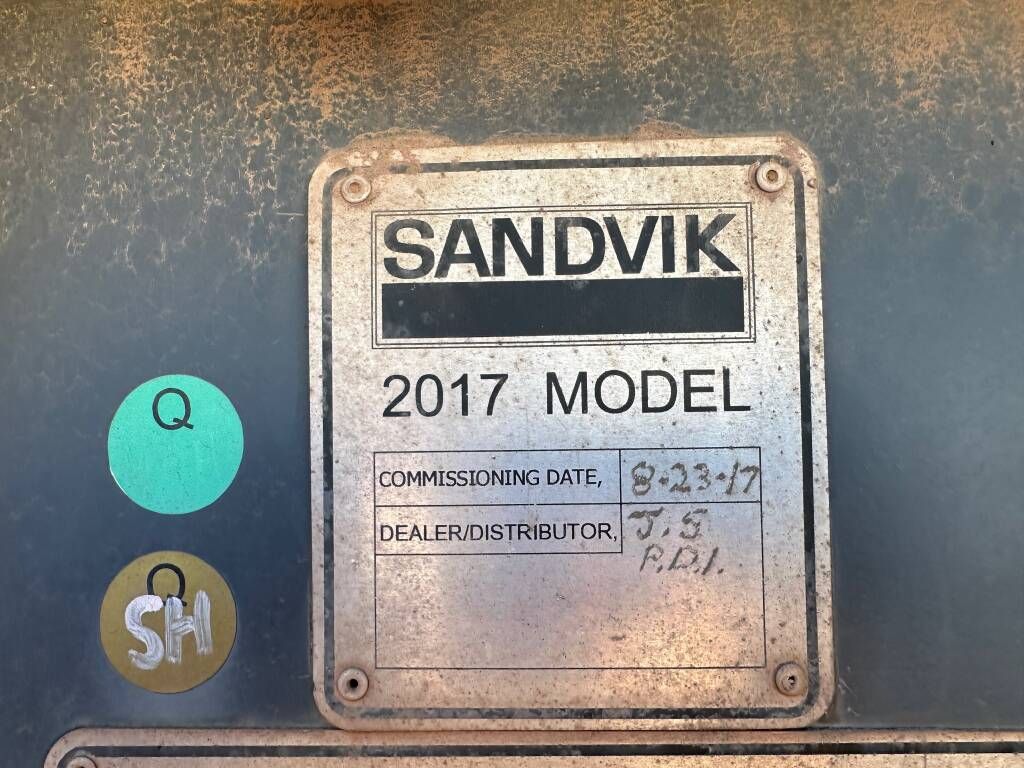 SANDVIK
2017 MODEL
COMMISSIONING DATE, 8-23-17
DEALER/DISTRIBUTOR, J.S
P.D.I.
Q
Q
SH